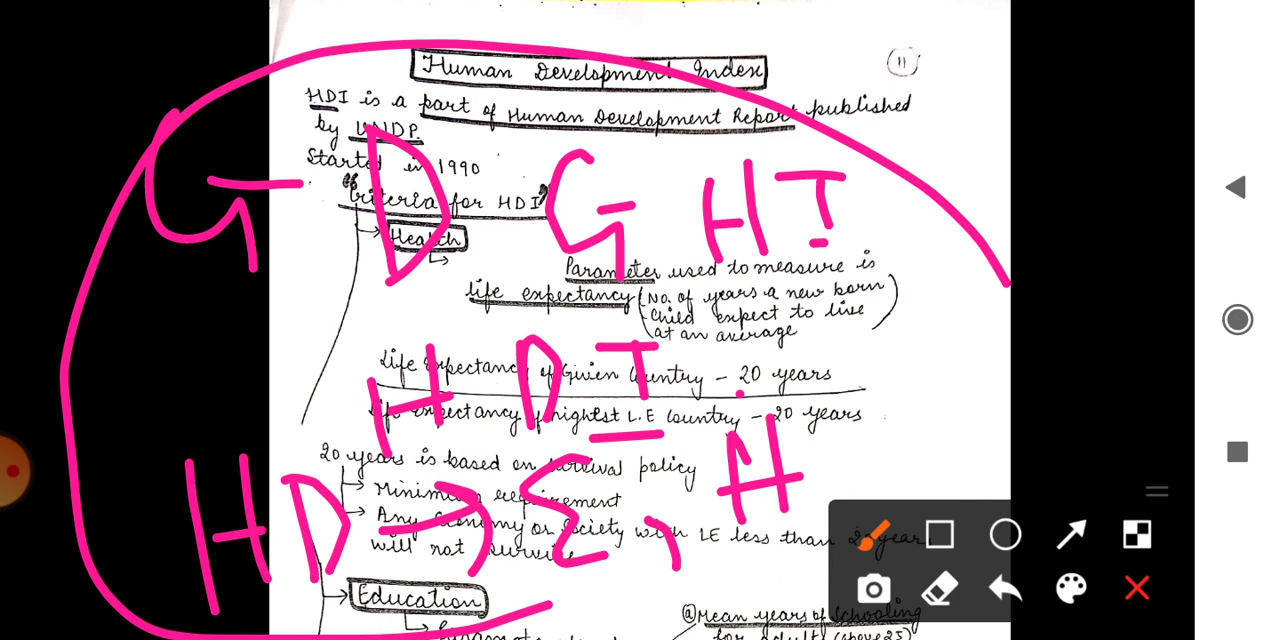 Human Development Index
11
HDI is a part of Human Development Report published
by UNDP.
Started in 1990
"Criteria for HDI"
Health
Parameter used to measure is
life expectancy (No. of years a new born
child expect to live
at an average)
Life Expectancy of Given Country - 20 years
Life Expectancy of highest L.E Country - 20 years
20 years is based on survival policy
Minimum requirement
Any Economy or Society with LE less than 20 years
will not survive
Education
@ Mean years of Schooling
for adults (above 25)
G D G H I
H D I
H D → E, A